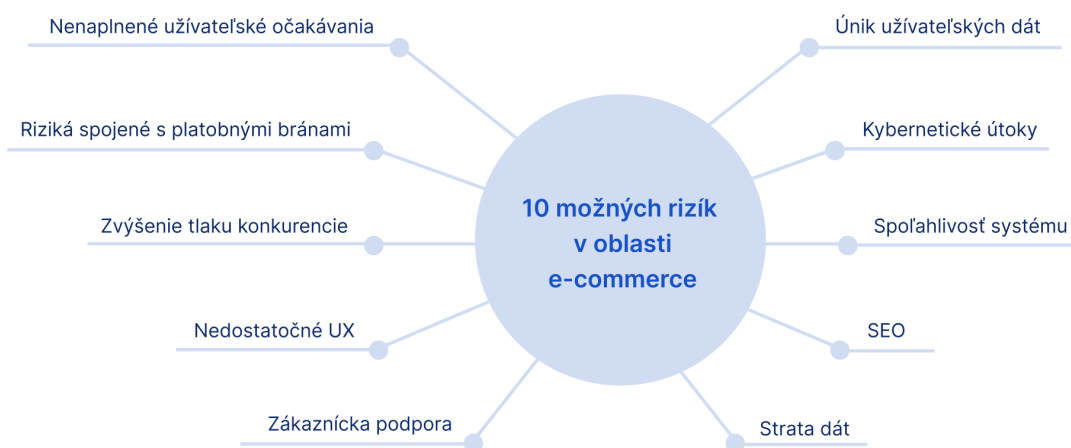 Nenaplnené užívateľské očakávania
Únik užívateľských dát
Riziká spojené s platobnými bránami
Kybernetické útoky
10 možných rizík
v oblasti
e-commerce
Zvýšenie tlaku konkurencie
Spoľahlivosť systému
Nedostatočné UX
SEO
Zákaznícka podpora
Strata dát